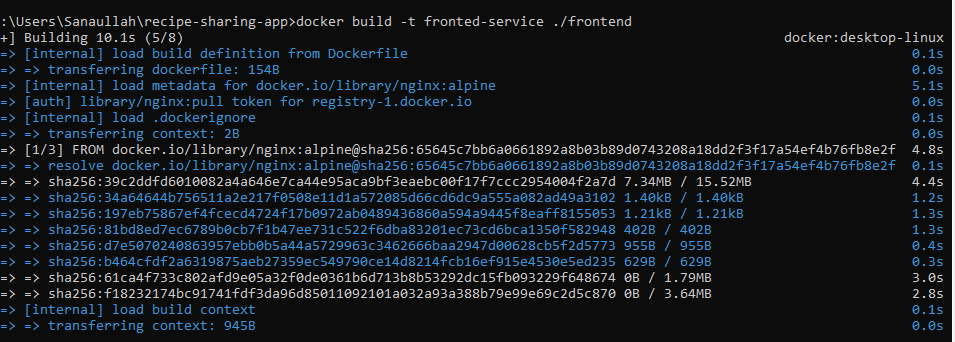 :\Users\Sanaullah\recipe-sharing-app>docker build -t fronted-service ./frontend
+] Building 10.1s (5/8) docker:desktop-linux
=> [internal] load build definition from Dockerfile 0.1s
=> => transferring dockerfile: 154B 0.0s
=> [internal] load metadata for docker.io/library/nginx:alpine 5.1s
=> [auth] library/nginx:pull token for registry-1.docker.io 0.0s
=> [internal] load .dockerignore 0.1s
=> => transferring context: 2B 0.0s
=> [1/3] FROM docker.io/library/nginx:alpine@sha256:65645c7bb6a0661892a8b03b89d0743208a18dd2f3f17a54ef4b76fb8e2f 4.8s
=> => resolve docker.io/library/nginx:alpine@sha256:65645c7bb6a0661892a8b03b89d0743208a18dd2f3f17a54ef4b76fb8e2f 0.1s
=> => sha256:39c2ddfd6010082a4a646e7ca44e95aca9bf3eaebc00f17f7ccc2954004f2a7d 7.34MB / 15.52MB 4.4s
=> => sha256:34a64644b756511a2e217f0508e11d1a572085d66cd6dc9a555a082ad49a3102 1.40kB / 1.40kB 1.2s
=> => sha256:197eb75867ef4fcecd4724f17b0972ab0489436860a594a9445f8eaff8155053 1.21kB / 1.21kB 1.3s
=> => sha256:81bd8ed7ec6789b0cb7f1b47ee731c522f6dba83201ec73cd6bca1350f582948 402B / 402B 1.3s
=> => sha256:d7e5070240863957ebb0b5a44a5729963c3462666baa2947d00628cb5f2d5773 955B / 955B 0.4s
=> => sha256:b464cfdf2a6319875aeb27359ec549790ce14d8214fcb16ef915e4530e5ed235 629B / 629B 0.3s
=> => sha256:61ca4f733c802afd9e05a32f0de0361b6d713b8b53292dc15fb093229f648674 0B / 1.79MB 3.0s
=> => sha256:f18232174bc91741fdf3da96d85011092101a032a93a388b79e99e69c2d5c870 0B / 3.64MB 2.8s
=> [internal] load build context 0.1s
=> => transferring context: 945B 0.0s